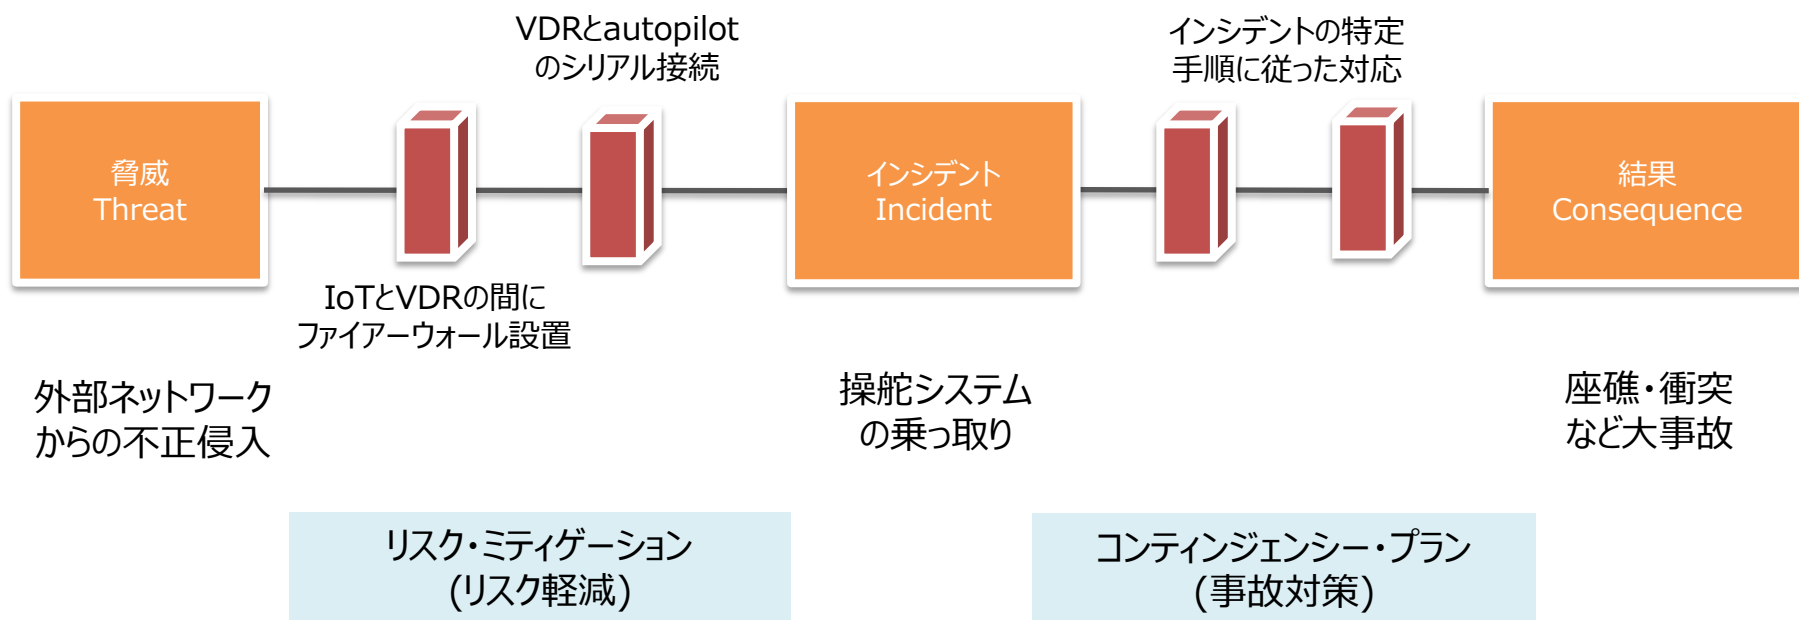 VDRとautopilot
のシリアル接続
インシデントの特定
手順に従った対応
脅威
Threat
インシデント
Incident
結果
Consequence
IoTとVDRの間に
ファイアーウォール設置
外部ネットワーク
からの不正侵入
操舵システム
の乗っ取り
座礁・衝突
など大事故
リスク・ミティゲーション
(リスク軽減)
コンティンジェンシー・プラン
(事故対策)